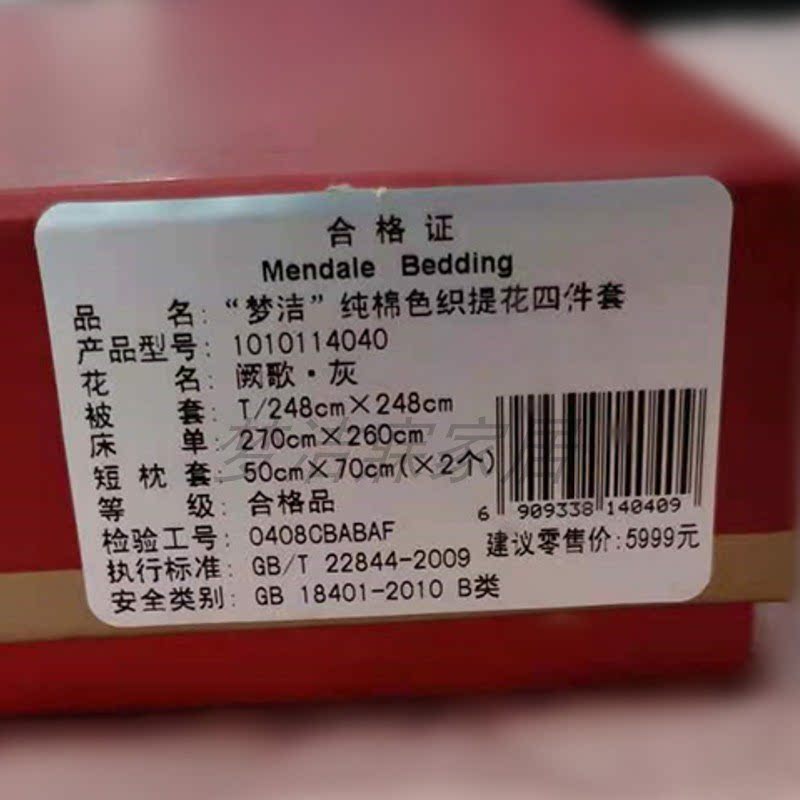 合格证
Mendale Bedding
品 名: “梦洁”纯棉色织提花四件套
产品型号: 1010114040
花 名: 阙歌·灰
被 套: T/248cm×248cm
床 单: 270cm×260cm
短 枕 套: 50cm×70cm(×2个)
等 级: 合格品
检验工号: 0408CBABAF
执行标准: GB/T 22844-2009
安全类别: GB 18401-2010 B类
6 909338 140409
建议零售价:5999元